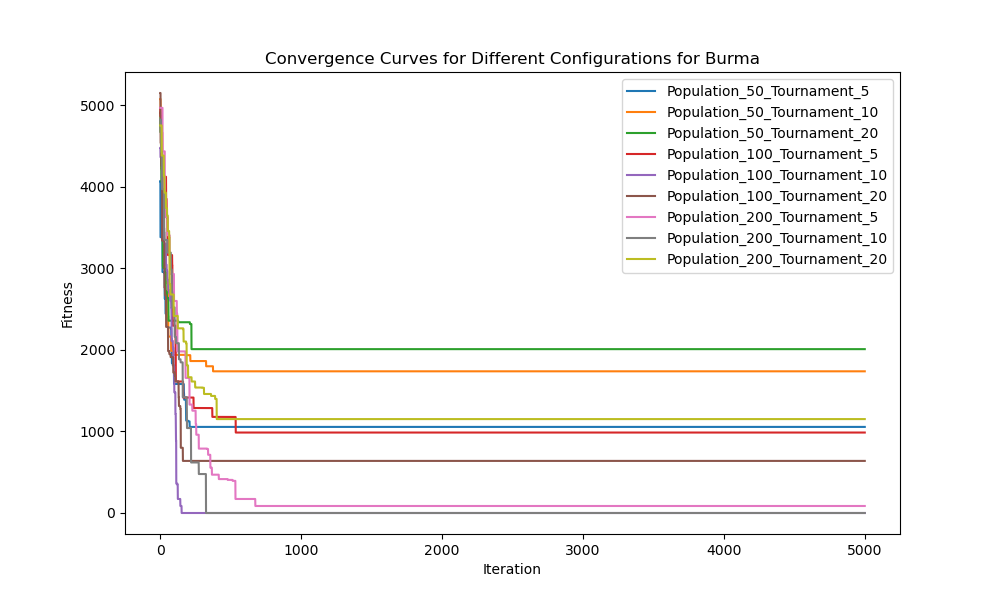 Convergence Curves for Different Configurations for Burma
Population_50_Tournament_5
Population_50_Tournament_10
Population_50_Tournament_20
Population_100_Tournament_5
Population_100_Tournament_10
Population_100_Tournament_20
Population_200_Tournament_5
Population_200_Tournament_10
Population_200_Tournament_20
Fitness
5000
4000
3000
2000
1000
0
0 1000 2000 3000 4000 5000
Iteration